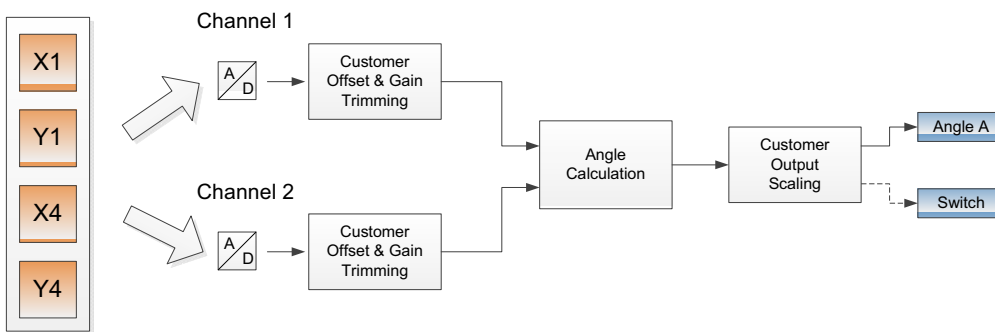 X1
Y1
X4
Y4
Channel 1
A
D
Customer
Offset & Gain
Trimming
Channel 2
A
D
Customer
Offset & Gain
Trimming
Angle
Calculation
Customer
Output
Scaling
Angle A
Switch